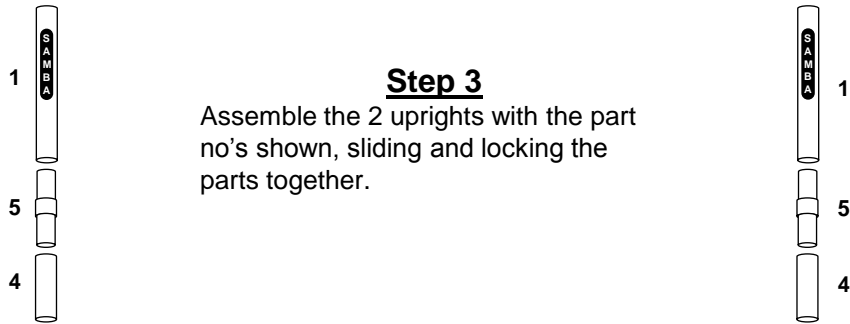 SAMBA
SAMBA
1
1
Step 3
Assemble the 2 uprights with the part
no's shown, sliding and locking the
parts together.
5
5
4
4